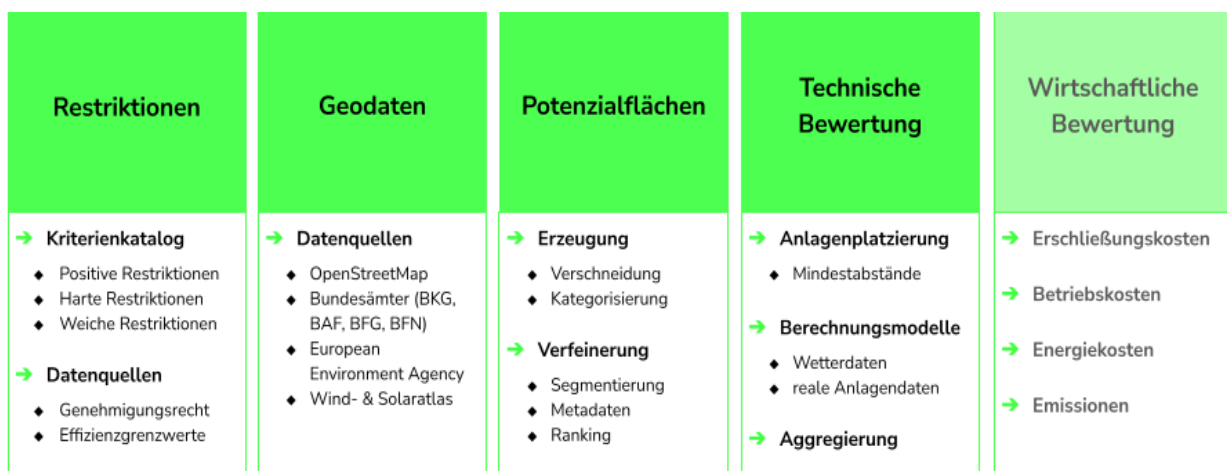 Restriktionen
Kriterienkatalog
Positive Restriktionen
Harte Restriktionen
Weiche Restriktionen
Datenquellen
Genehmigungsrecht
Effizienzgrenzwerte
Geodaten
Datenquellen
OpenStreetMap
Bundesämter (BKG,
BAF, BFG, BFN)
European
Environment Agency
Wind- & Solaratlas
Potenzialflächen
Erzeugung
Verschneidung
Kategorisierung
Verfeinerung
Segmentierung
Metadaten
Ranking
Technische
Bewertung
Anlagenplatzierung
Mindestabstände
Berechnungsmodelle
Wetterdaten
reale Anlagendaten
Aggregierung
Wirtschaftliche
Bewertung
Erschließungskosten
Betriebskosten
Energiekosten
Emissionen